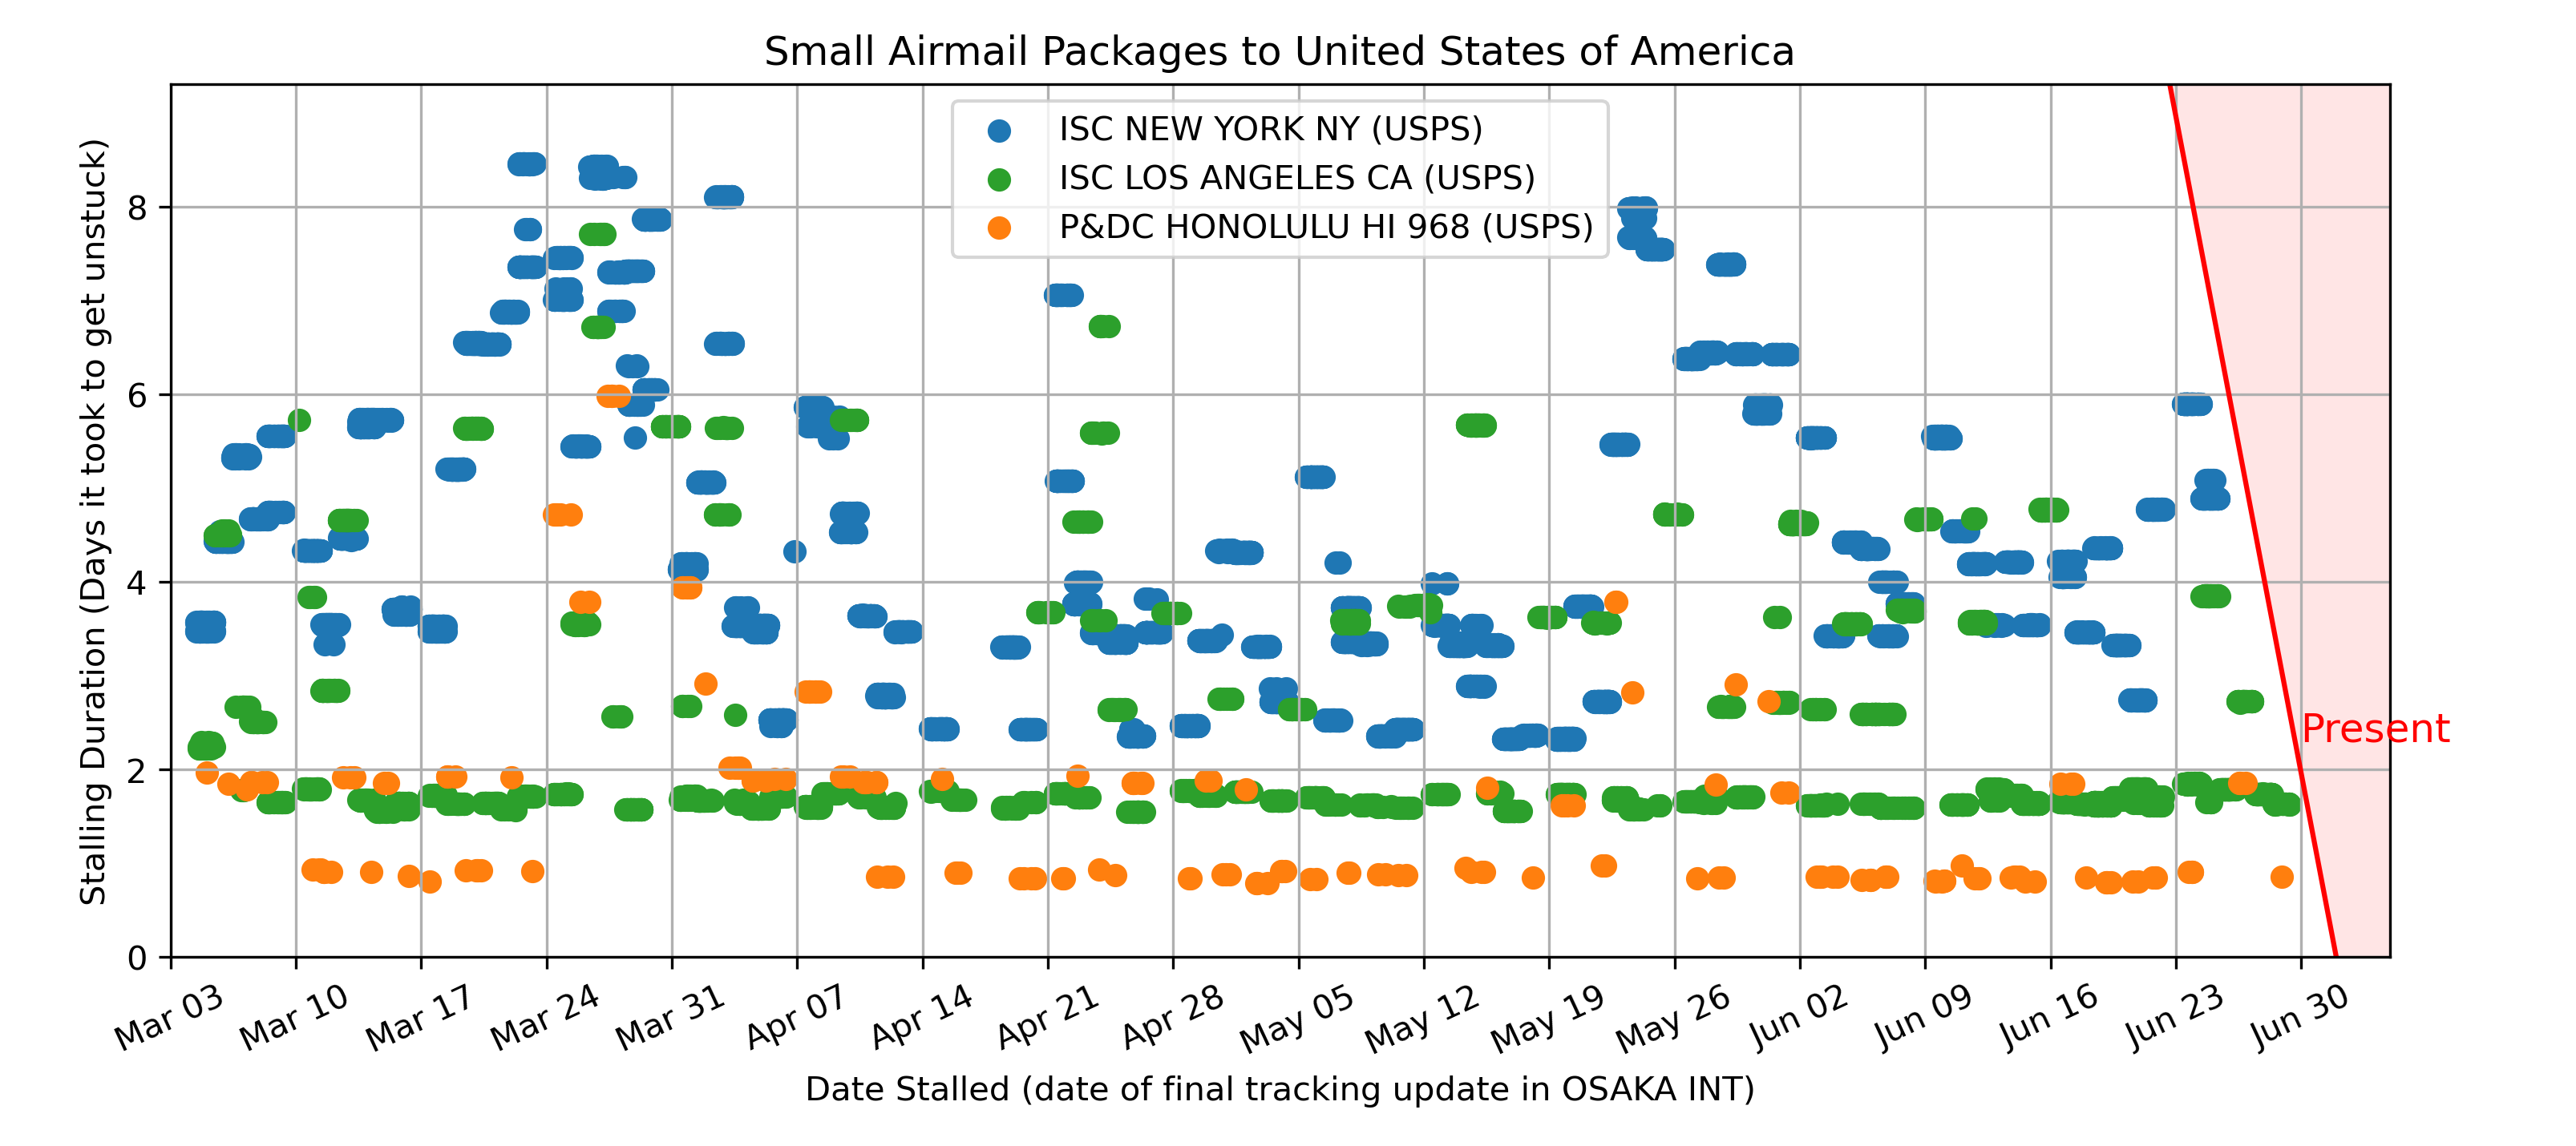 Small Airmail Packages to United States of America
ISC NEW YORK NY (USPS)
ISC LOS ANGELES CA (USPS)
P&DC HONOLULU HI 968 (USPS)
Stalling Duration (Days it took to get unstuck)
8
6
4
2
0
Present
Mar 03
Mar 10
Mar 17
Mar 24
Mar 31
Apr 07
Apr 14
Apr 21
Apr 28
May 05
May 12
May 19
May 26
Jun 02
Jun 09
Jun 16
Jun 23
Jun 30
Date Stalled (date of final tracking update in OSAKA INT)